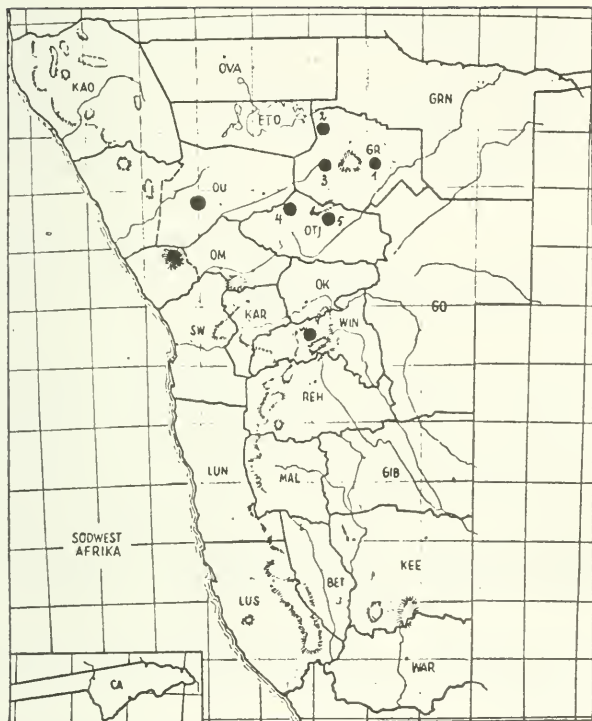 KAO
OVA
ETO
GRN
2
GR
3
1
OU
4
OTJ
5
OM
OK
SW
KAR
GO
WIN
REH
LUN
MAL
GIB
SÜDWEST
AFRIKA
LUS
BET
KEE
WAR
CA